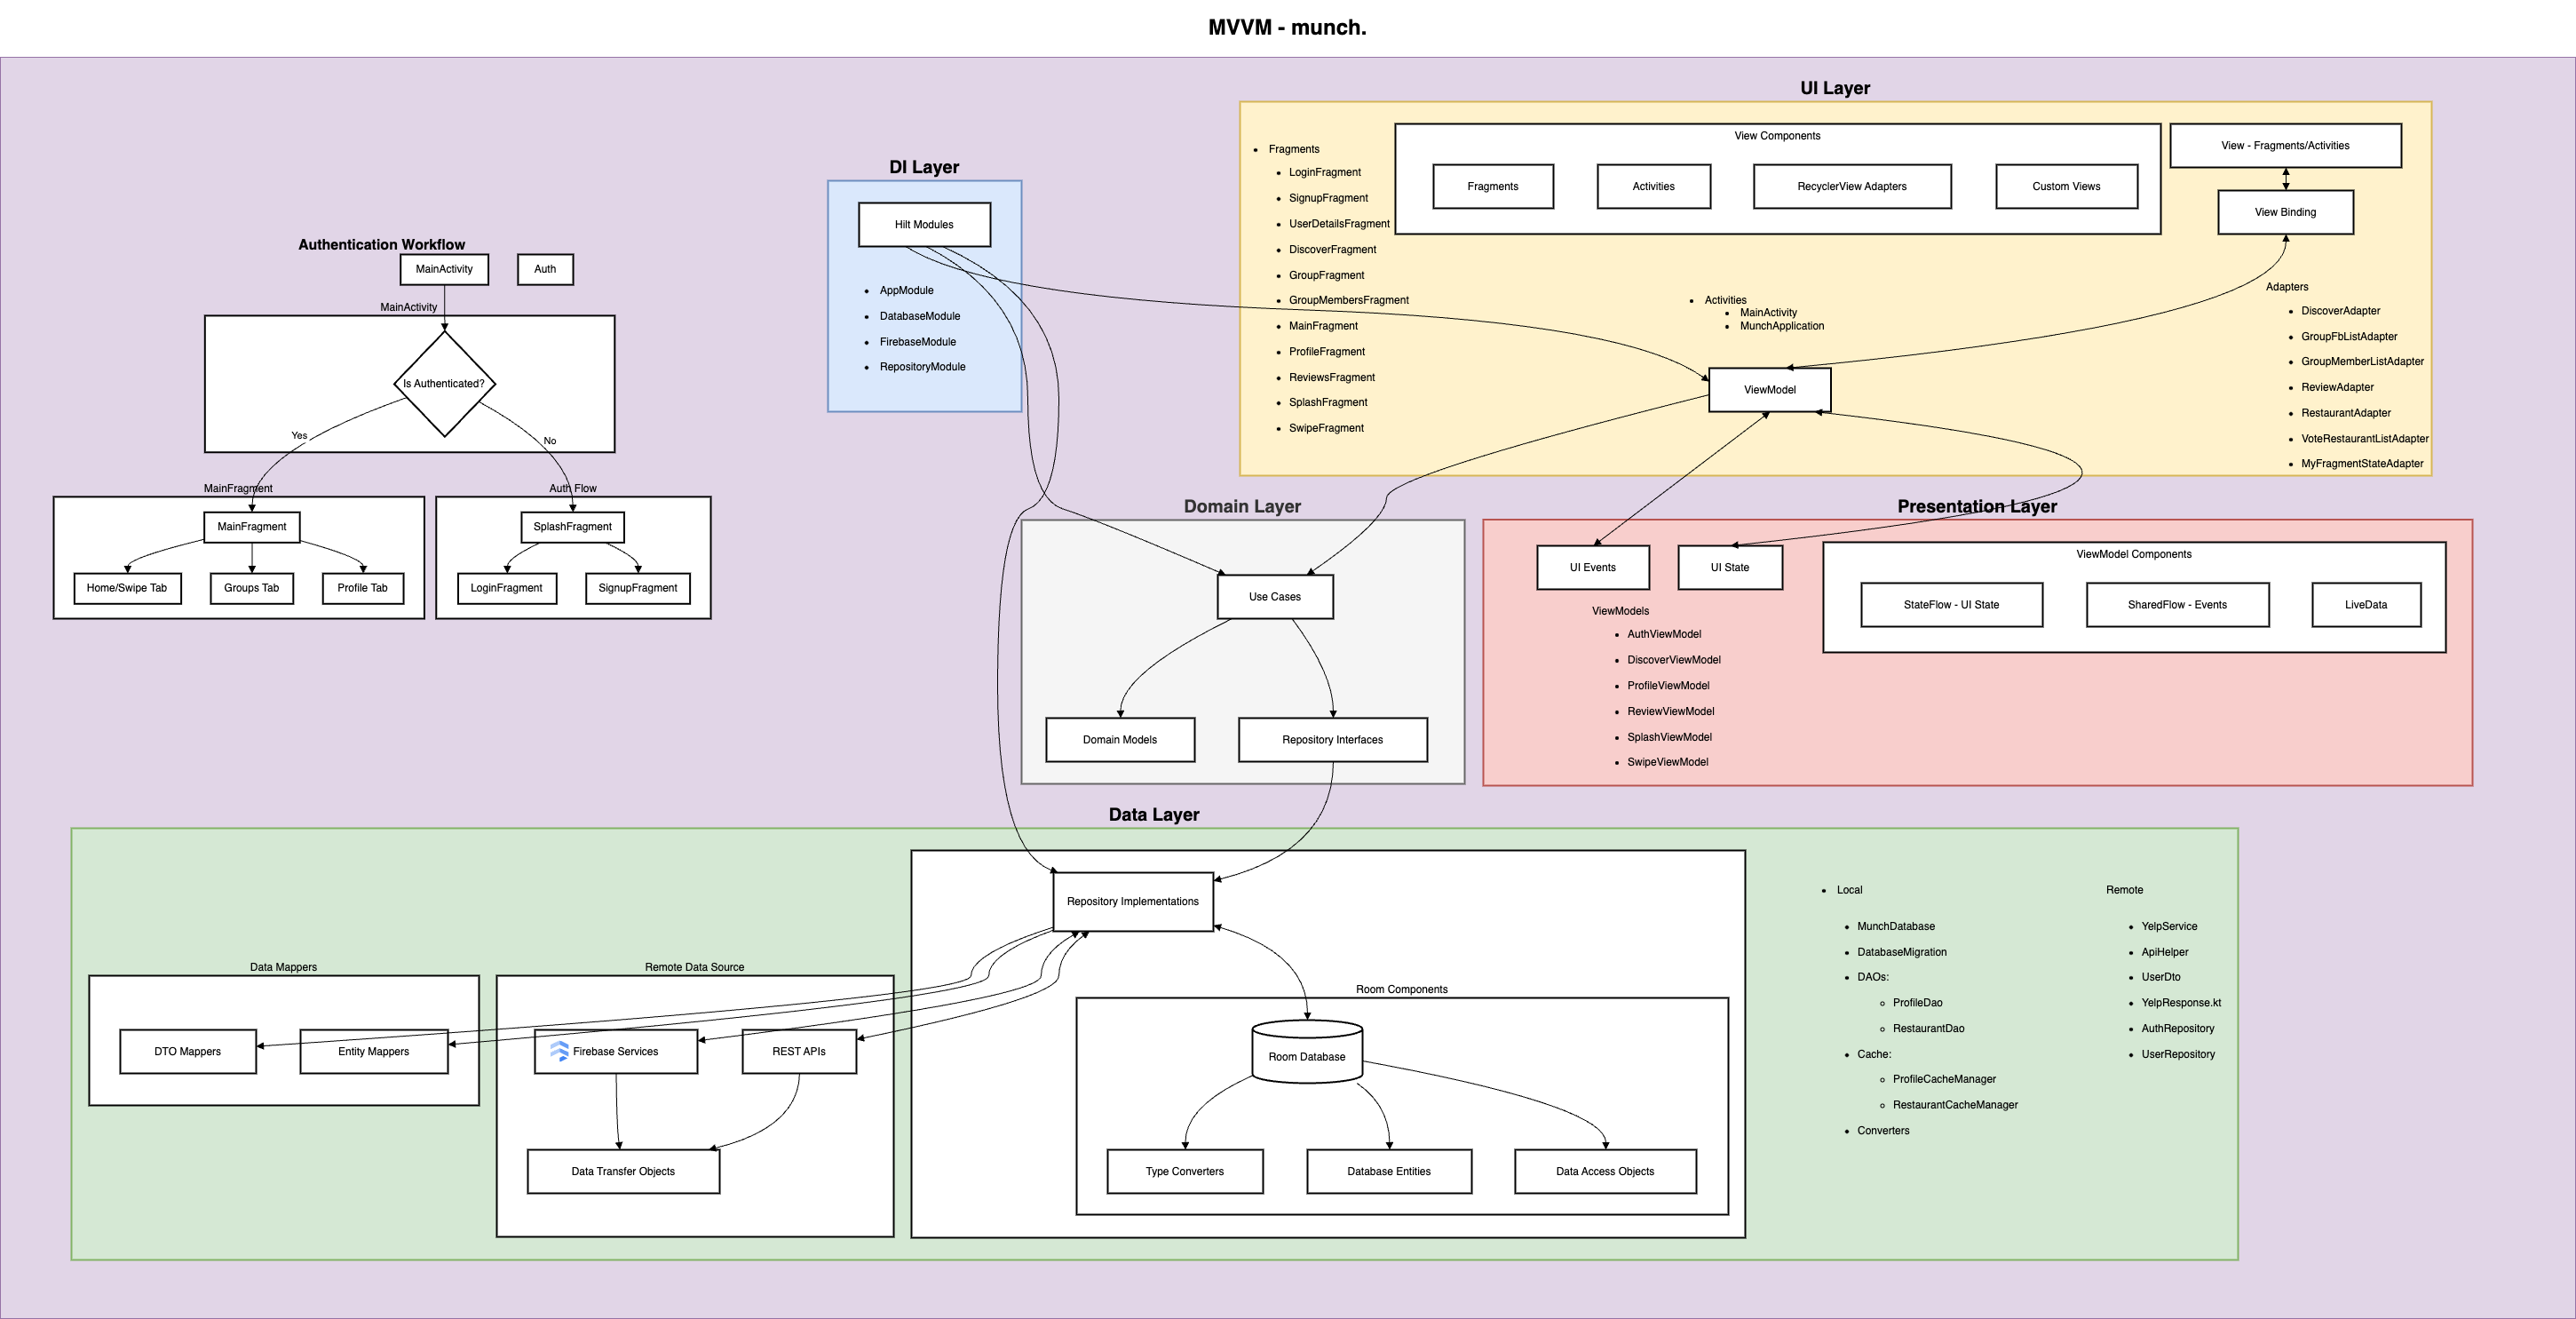 MVVM - munch.
UI Layer
Fragments
LoginFragment
SignupFragment
UserDetailsFragment
DiscoverFragment
GroupFragment
GroupMembersFragment
MainFragment
ProfileFragment
ReviewsFragment
SplashFragment
SwipeFragment
View Components
Fragments
Activities
RecyclerView Adapters
Custom Views
View - Fragments/Activities
View Binding
Activities
MainActivity
MunchApplication
ViewModel
Adapters
DiscoverAdapter
GroupFbListAdapter
GroupMemberListAdapter
ReviewAdapter
RestaurantAdapter
VoteRestaurantListAdapter
MyFragmentStateAdapter
DI Layer
Hilt Modules
AppModule
DatabaseModule
FirebaseModule
RepositoryModule
Authentication Workflow
MainActivity
Auth
MainActivity
Is Authenticated?
Yes
No
MainFragment
MainFragment
Home/Swipe Tab
Groups Tab
Profile Tab
Auth Flow
SplashFragment
LoginFragment
SignupFragment
Domain Layer
Use Cases
Domain Models
Repository Interfaces
Presentation Layer
UI Events
UI State
ViewModel Components
StateFlow - UI State
SharedFlow - Events
LiveData
ViewModels
AuthViewModel
DiscoverViewModel
ProfileViewModel
ReviewViewModel
SplashViewModel
SwipeViewModel
Data Layer
Repository Implementations
Data Mappers
DTO Mappers
Entity Mappers
Remote Data Source
Firebase Services
REST APIs
Data Transfer Objects
Room Components
Room Database
Type Converters
Database Entities
Data Access Objects
Local
MunchDatabase
DatabaseMigration
DAOs:
ProfileDao
RestaurantDao
Cache:
ProfileCacheManager
RestaurantCacheManager
Converters
Remote
YelpService
ApiHelper
UserDto
YelpResponse.kt
AuthRepository
UserRepository